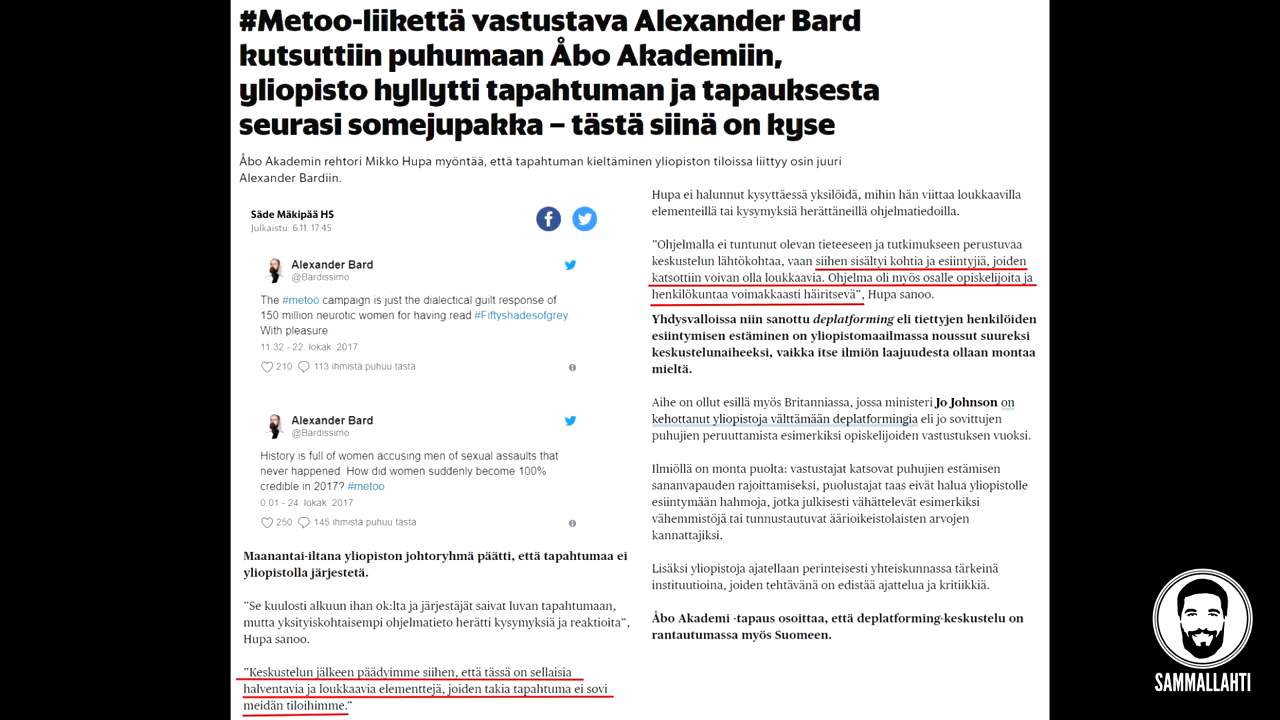 #Metoo-liikettä vastustava Alexander Bard
kutsuttiin puhumaan Åbo Akademiin,
yliopisto hyllytti tapahtuman ja tapauksesta
seurasi somejupakka – tästä siinä on kyse
Åbo Akademin rehtori Mikko Hupa myöntää, että tapahtuman kieltäminen yliopiston tiloissa liittyy osin juuri
Alexander Bardiin.
Säde Mäkipää HS
Julkaistu: 6.11. 17:45
Alexander Bard
@Bardissimo
The #metoo campaign is just the dialectical guilt response of
150 million neurotic women for having read #Fiftyshadesofgrey
With pleasure
11.32 - 22. lokak. 2017
210 113 ihmistä puhuu tästä
Alexander Bard
@Bardissimo
History is full of women accusing men of sexual assaults that
never happened. How did women suddenly become 100%
credible in 2017? #metoo
0.01 - 24. lokak. 2017
250 145 ihmistä puhuu tästä
Maanantai-iltana yliopiston johtoryhmä päätti, että tapahtumaa ei
yliopistolla järjestetä.
”Se kuulosti alkuun ihan ok:lta ja järjestäjät saivat luvan tapahtumaan,
mutta yksityiskohtaisempi ohjelmatieto herätti kysymyksiä ja reaktioita”,
Hupa sanoo.
”Keskustelun jälkeen päädyimme siihen, että tässä on sellaisia
halventavia ja loukkaavia elementtejä, joiden takia tapahtuma ei sovi
meidän tiloihimme.”
Hupa ei halunnut kysyttäessä yksilöidä, mihin hän viittaa loukkaavilla
elementeillä tai kysymyksiä herättäneillä ohjelmatiedoilla.
”Ohjelmalla ei tuntunut olevan tieteeseen ja tutkimukseen perustuvaa
keskustelun lähtökohtaa, vaan siihen sisältyi kohtia ja esiintyjiä, joiden
katsottiin voivan olla loukkaavia. Ohjelma oli myös osalle opiskelijoita ja
henkilökuntaa voimakkaasti häiritsevä”, Hupa sanoo.
Yhdysvalloissa niin sanottu deplatforming eli tiettyjen henkilöiden
esiintymisen estäminen on yliopistomaailmassa noussut suureksi
keskustelunaiheeksi, vaikka itse ilmiön laajuudesta ollaan montaa
mieltä.
Aihe on ollut esillä myös Britanniassa, jossa ministeri Jo Johnson on
kehottanut yliopistoja välttämään deplatformingia eli jo sovittujen
puhujien peruuttamista esimerkiksi opiskelijoiden vastustuksen vuoksi.
Ilmiöllä on monta puolta: vastustajat katsovat puhujien estämisen
sananvapauden rajoittamiseksi, puolustajat taas eivät halua yliopistolle
esiintymään hahmoja, jotka julkisesti vähättelevät esimerkiksi
vähemmistöjä tai tunnustautuvat äärioikeistolaisten arvojen
kannattajiksi.
Lisäksi yliopistoja ajatellaan perinteisesti yhteiskunnassa tärkeinä
instituutioina, joiden tehtävänä on edistää ajattelua ja kritiikkiä.
Åbo Akademi -tapaus osoittaa, että deplatforming-keskustelu on
rantautumassa myös Suomeen.
SAMMALLAHTI